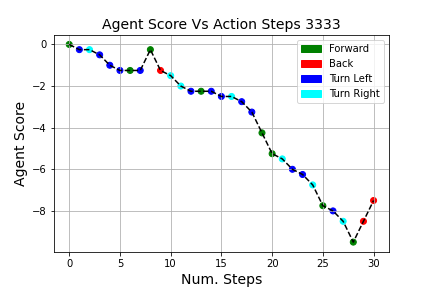 Agent Score Vs Action Steps 3333
Forward
Back
Turn Left
Turn Right
Agent Score
0
−2
−4
−6
−8
0 5 10 15 20 25 30
Num. Steps